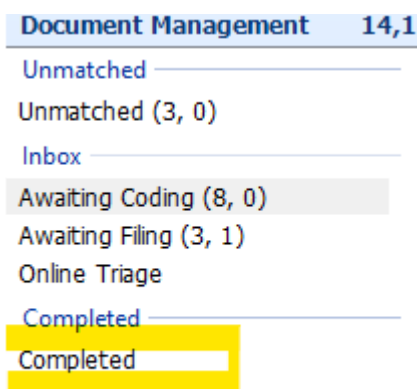 Document Management 14,1
Unmatched
Unmatched (3, 0)
Inbox
Awaiting Coding (8, 0)
Awaiting Filing (3, 1)
Online Triage
Completed
Completed